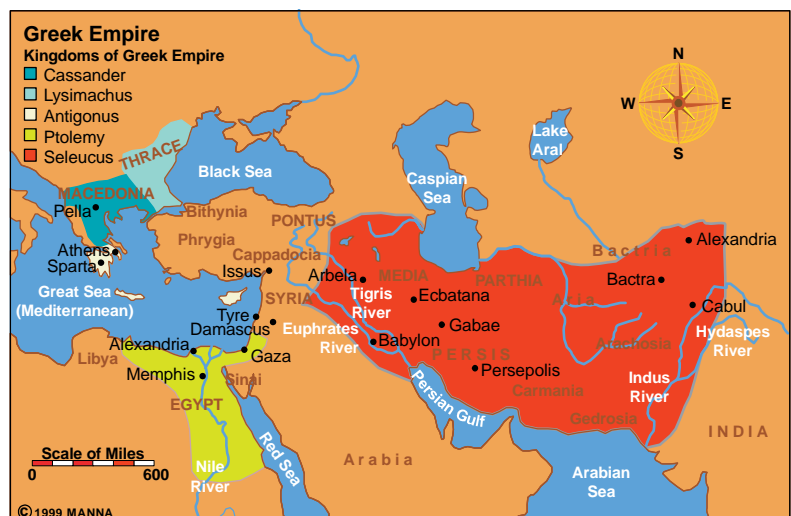 Greek Empire
Kingdoms of Greek Empire
Cassander
Lysimachus
Antigonus
Ptolemy
Seleucus
N
W
E
S
THRACE
Black Sea
Lake
Aral
Caspian
Sea
MACEDONIA
Pella
Bithynia
PONTUS
Phrygia
Cappadocia
Athens
Sparta
Issus
Arbela
MEDIA
PARTHIA
Bactria
Alexandria
Bactra
Aria
Cabul
Great Sea
(Mediterranean)
SYRIA
Tigris
River
Ecbatana
Tyre
Damascus
Euphrates
River
Gabae
Hydaspes
River
Alexandria
Babylon
PERSIS
Arachosia
Libya
Gaza
Memphis
Sinai
Persepolis
Carmania
Indus
River
EGYPT
Persian Gulf
Gedrosia
INDIA
Red Sea
Arabia
Scale of Miles
0 600
Nile
River
Arabian
Sea
© 1999 MANNA